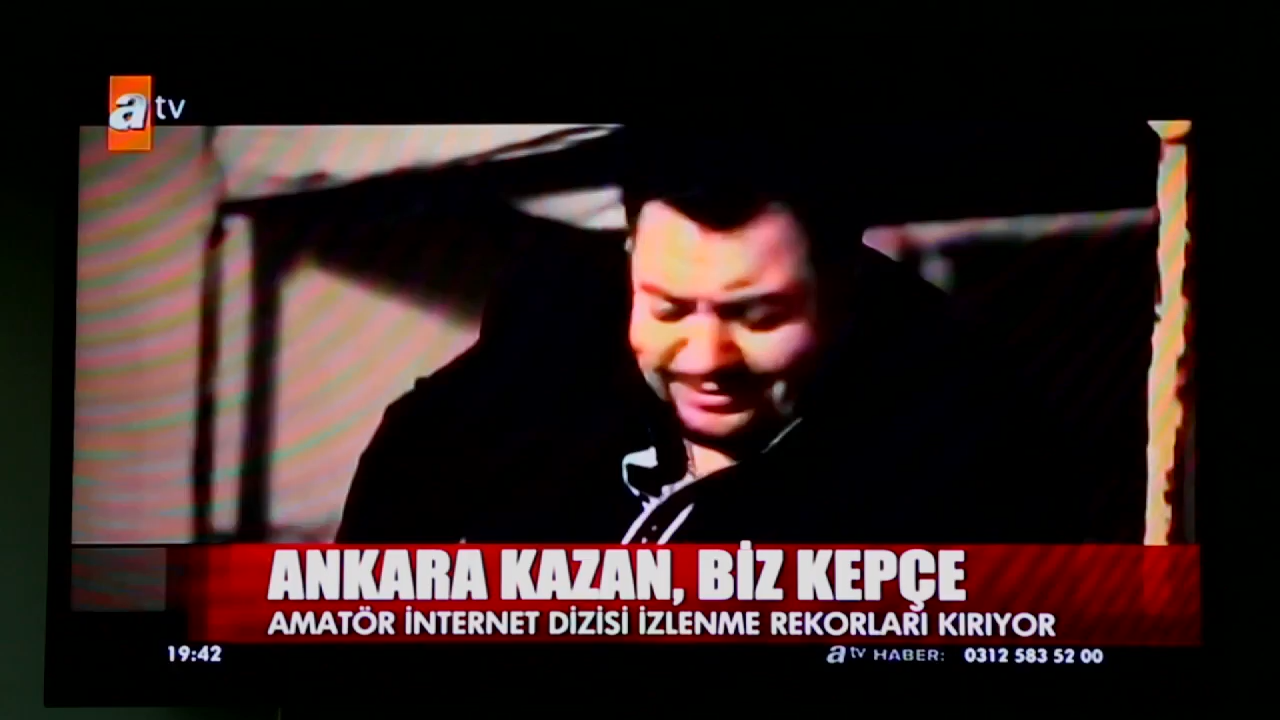 a tv
ANKARA KAZAN, BİZ KEPÇE
AMATÖR İNTERNET DİZİSİ İZLENME REKORLARI KIRIYOR
19:42
atv HABER: 0312 583 52 00